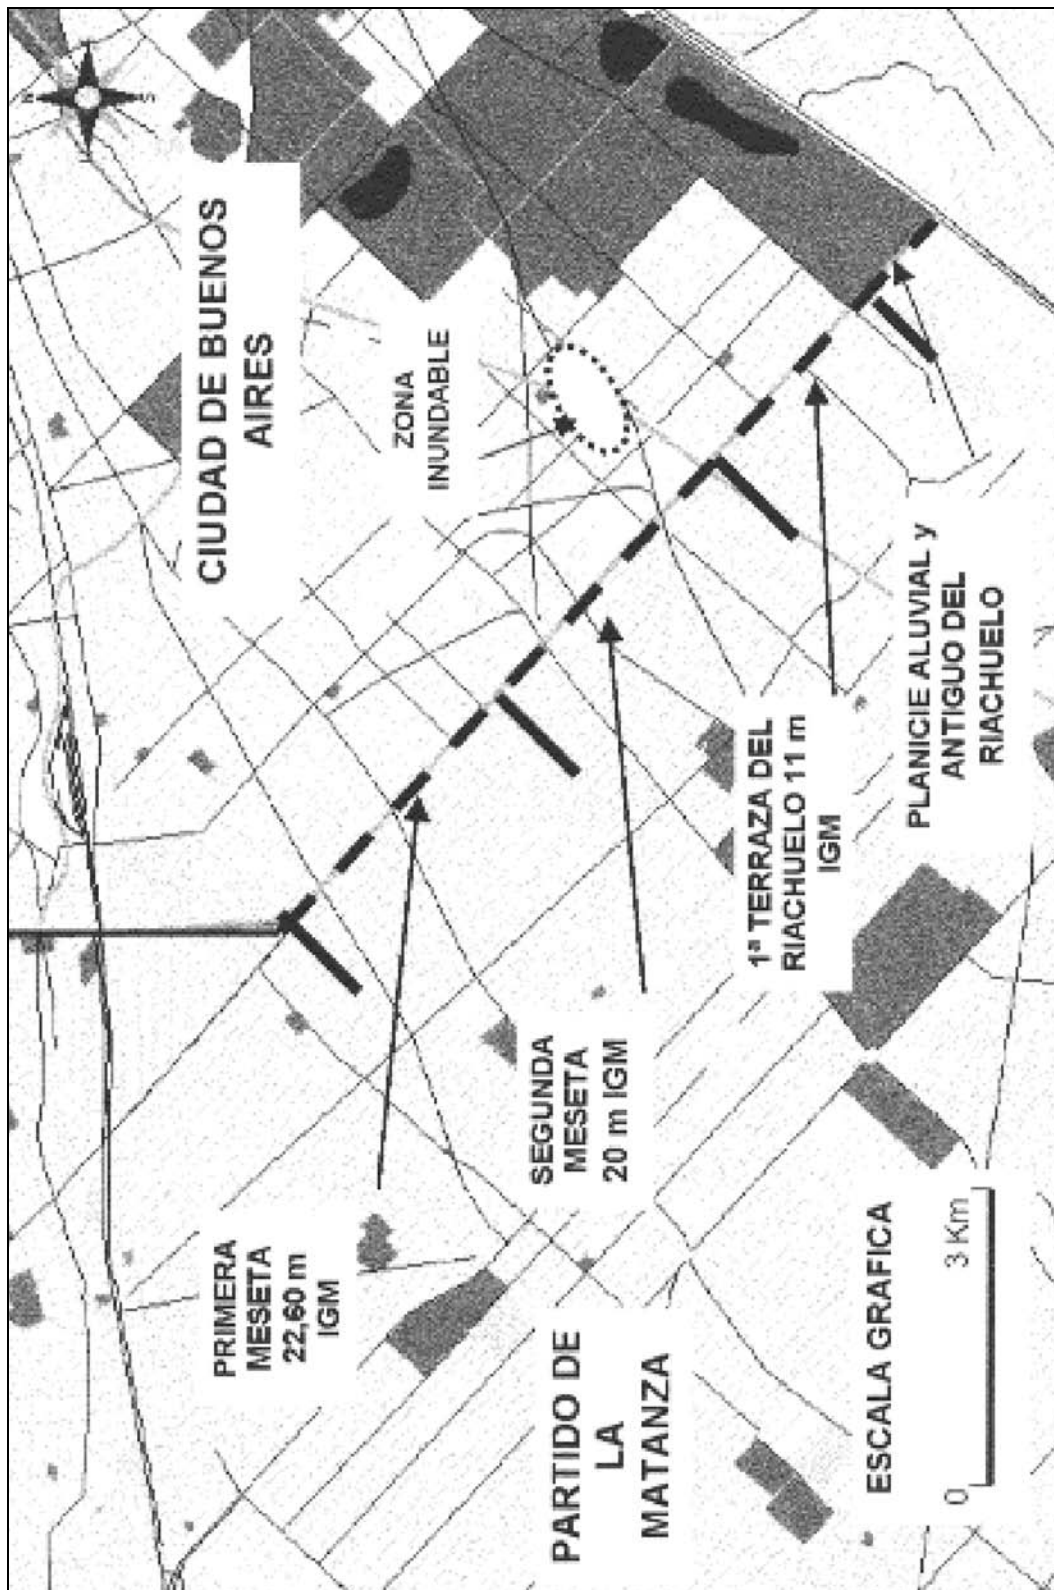 CIUDAD DE BUENOS
AIRES
ZONA
INUNDABLE
PRIMERA
MESETA
22,60 m
IGM
SEGUNDA
MESETA
20 m IGM
1ª TERRAZA DEL
RIACHUELO 11 m
IGM
PLANICIE ALUVIAL y
ANTIGUO DEL
RIACHUELO
PARTIDO DE
LA
MATANZA
ESCALA GRAFICA
0
3 Km